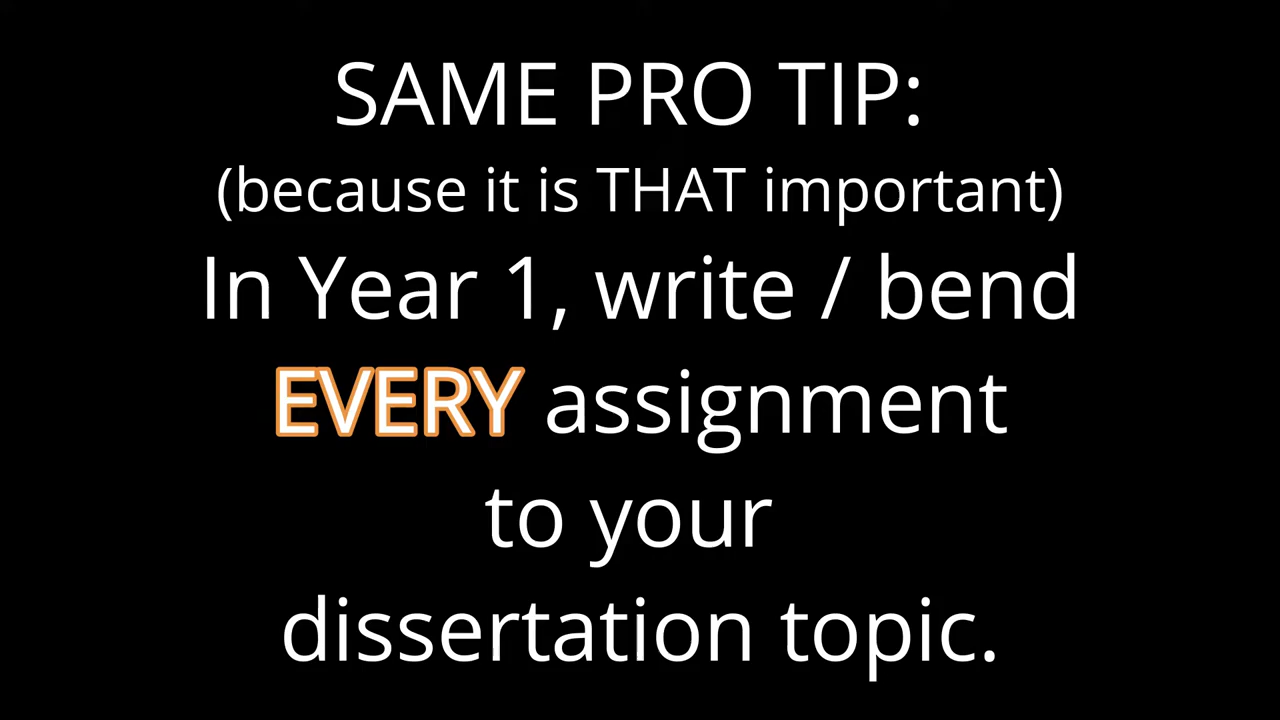 SAME PRO TIP:
(because it is THAT important)
In Year 1, write / bend
EVERY assignment
to your
dissertation topic.